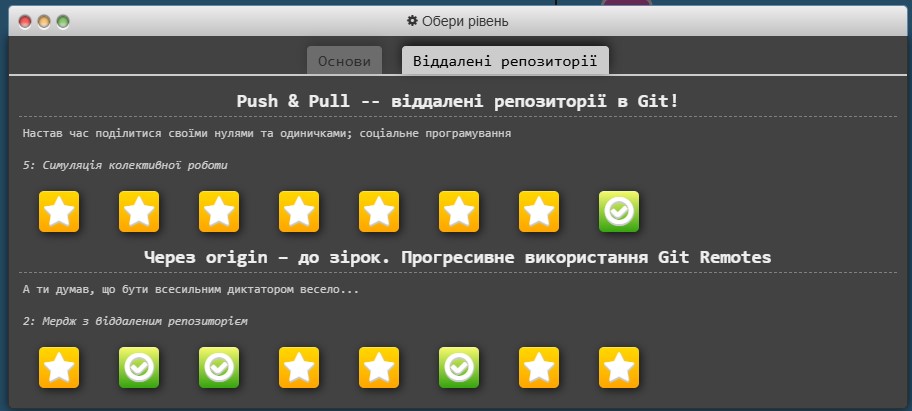 Обери рівень
Основи
Віддалені репозиторії
Push & Pull -- віддалені репозиторії в Git!
Настав час поділитися своїми нулями та одиничками; соціальне програмування
5: Симуляція колективної роботи
Через origin – до зірок. Прогресивне використання Git Remotes
А ти думав, що бути всесильним диктатором весело...
2: Мердж з віддаленим репозиторієм